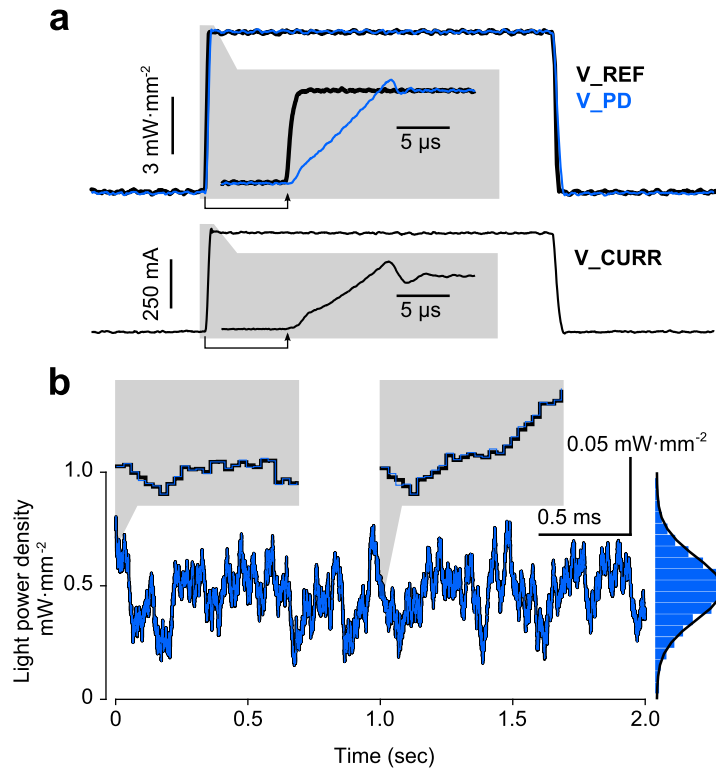 a
3 mW·mm-2
V_REF
V_PD
5 µs
250 mA
V_CURR
5 µs
b
0.05 mW·mm-2
0.5 ms
Light power density
mW·mm-2
1.0
0.5
0
0
0.5
1.0
1.5
2.0
Time (sec)